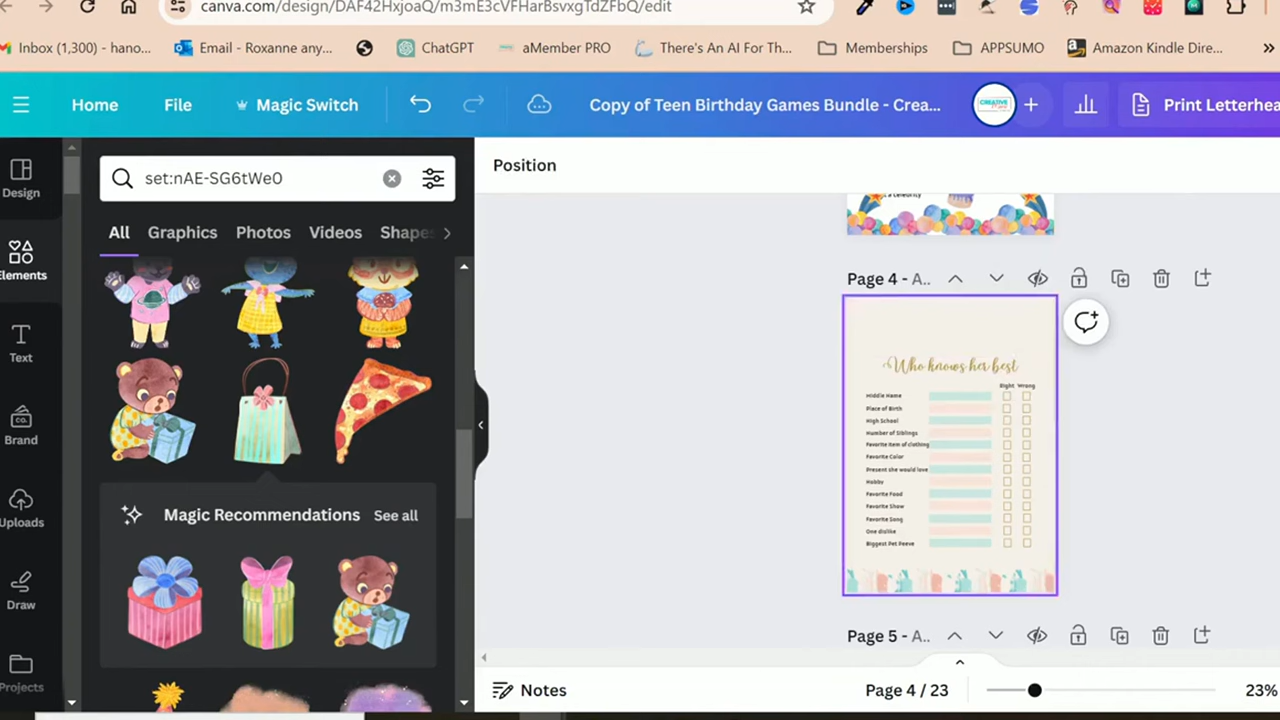 canva.com/design/DAF42HxjoaQ/m3mE3cVFHarBsvxgTdZFbQ/edit
Inbox (1,300) - hano...
Email - Roxanne any...
ChatGPT
aMember PRO
There's An AI For Th...
Memberships
APPSUMO
Amazon Kindle Dire...
»
Home
File
Magic Switch
Copy of Teen Birthday Games Bundle - Crea...
CREATIVE
Print Letterhea
Design
Elements
Text
Brand
Uploads
Draw
Projects
set:nAE-SG6tWe0
All
Graphics
Photos
Videos
Shapes
Magic Recommendations
See all
Position
a celebrity
Page 4 - A..
Who knows her best
Right Wrong
Middle Name
Place of Birth
High School
Number of Siblings
Favorite item of clothing
Favorite Color
Present she would love
Hobby
Favorite Food
Favorite Show
Favorite Song
One dislike
Biggest Pet Peeve
Page 5 - A..
Notes
Page 4 / 23
23%